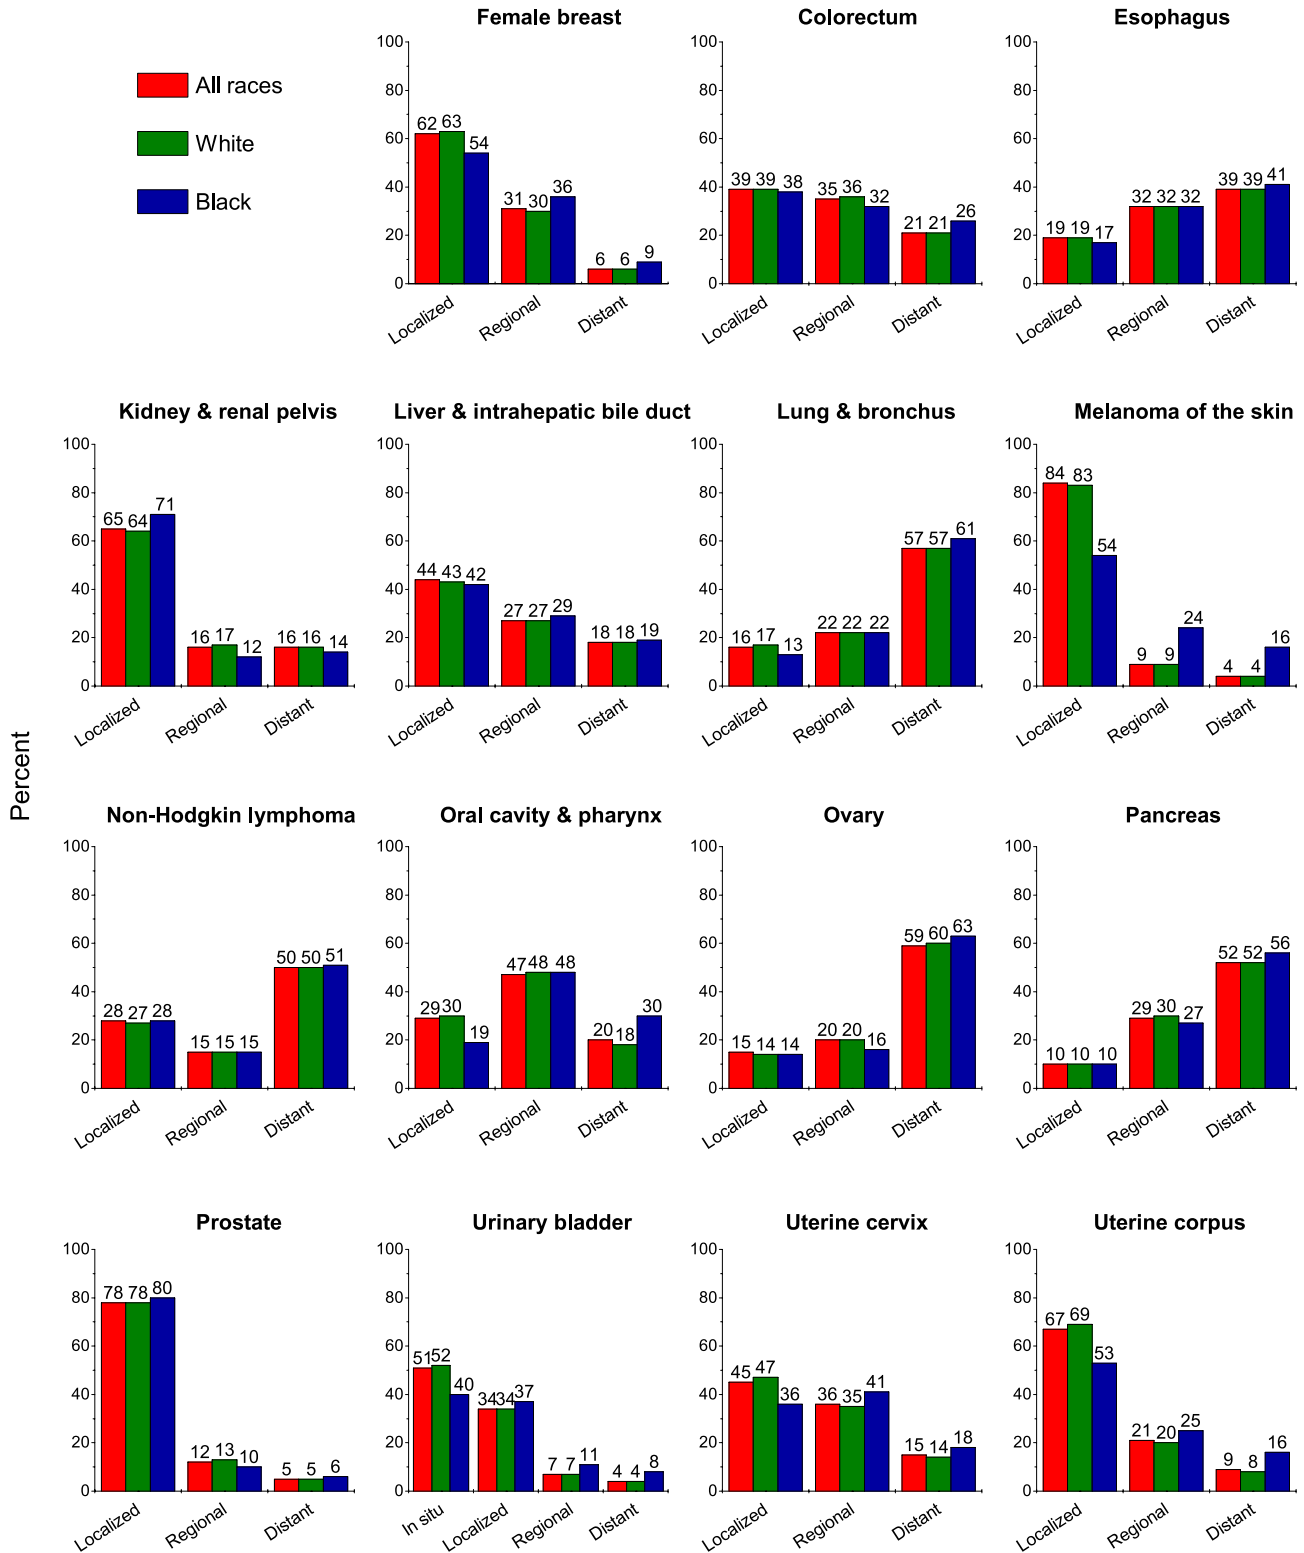 Female breast
Colorectum
Esophagus
All races
White
Black
100
80
60
40
20
0
62 63 54
31 30 36
6 6 9
Localized
Regional
Distant
100
80
60
40
20
0
39 39 38
35 36 32
21 21 26
Localized
Regional
Distant
100
80
60
40
20
0
19 19 17
32 32 32
39 39 41
Localized
Regional
Distant
Percent
Kidney & renal pelvis
Liver & intrahepatic bile duct
Lung & bronchus
Melanoma of the skin
100
80
60
40
20
0
65 64 71
16 17 12
16 16 14
Localized
Regional
Distant
100
80
60
40
20
0
44 43 42
27 27 29
18 18 19
Localized
Regional
Distant
100
80
60
40
20
0
16 17 13
22 22 22
57 57 61
Localized
Regional
Distant
100
80
60
40
20
0
84 83 54
9 9 24
4 4 16
Localized
Regional
Distant
Non-Hodgkin lymphoma
Oral cavity & pharynx
Ovary
Pancreas
100
80
60
40
20
0
28 27 28
15 15 15
50 50 51
Localized
Regional
Distant
100
80
60
40
20
0
29 30 19
47 48 48
20 18 30
Localized
Regional
Distant
100
80
60
40
20
0
15 14 14
20 20 16
59 60 63
Localized
Regional
Distant
100
80
60
40
20
0
10 10 10
29 30 27
52 52 56
Localized
Regional
Distant
Prostate
Urinary bladder
Uterine cervix
Uterine corpus
100
80
60
40
20
0
78 78 80
12 13 10
5 5 6
Localized
Regional
Distant
100
80
60
40
20
0
51 52 40
34 34 37
7 7 11
4 4 8
In situ
Localized
Regional
Distant
100
80
60
40
20
0
45 47 36
36 35 41
15 14 18
Localized
Regional
Distant
100
80
60
40
20
0
67 69 53
21 20 25
9 8 16
Localized
Regional
Distant